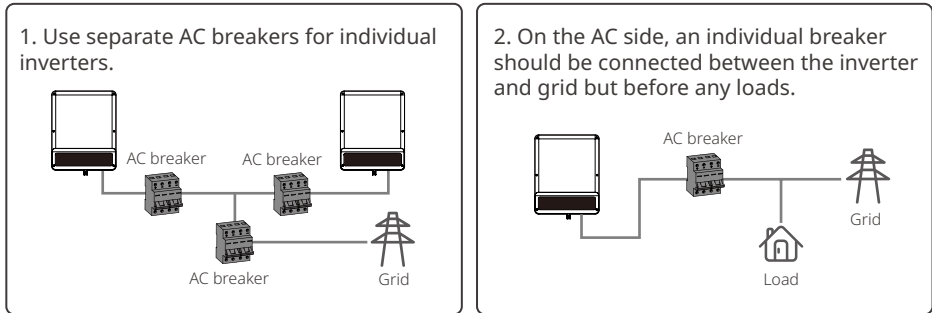 1. Use separate AC breakers for individual
inverters.
AC breaker
AC breaker
AC breaker
Grid
2. On the AC side, an individual breaker
should be connected between the inverter
and grid but before any loads.
AC breaker
Grid
Load